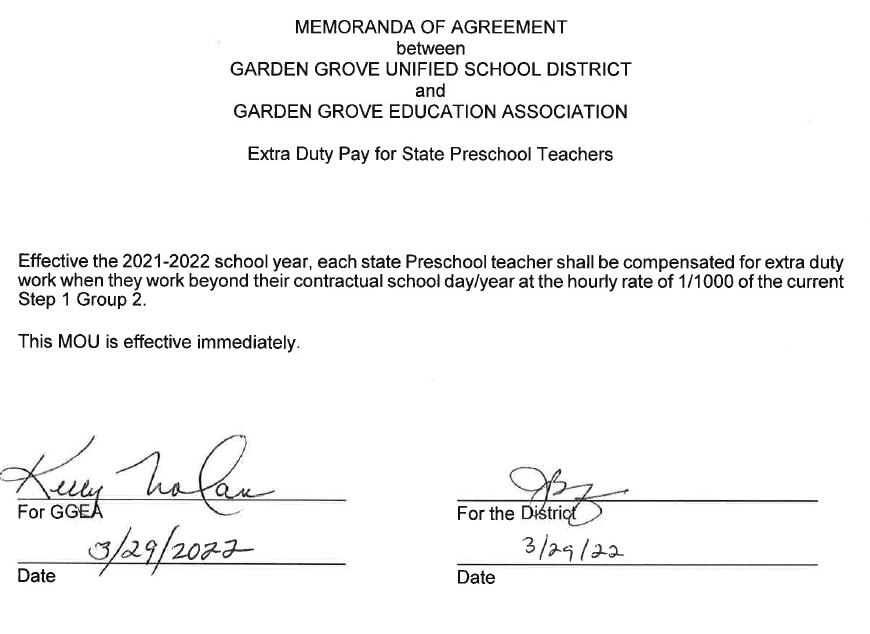 MEMORANDA OF AGREEMENT
between
GARDEN GROVE UNIFIED SCHOOL DISTRICT
and
GARDEN GROVE EDUCATION ASSOCIATION
Extra Duty Pay for State Preschool Teachers
Effective the 2021-2022 school year, each state Preschool teacher shall be compensated for extra duty
work when they work beyond their contractual school day/year at the hourly rate of 1/1000 of the current
Step 1 Group 2.
This MOU is effective immediately.
Kelly Nolan
For GGEA
For the District
3/29/2022
3/29/22
Date
Date